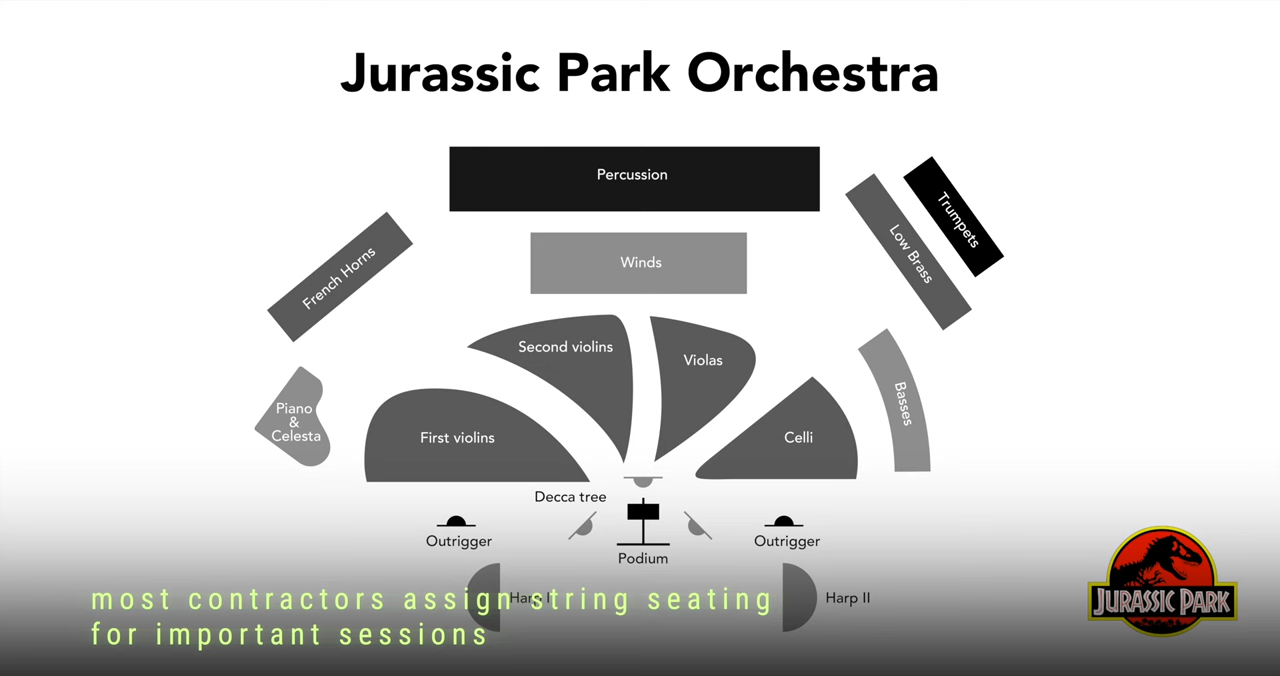 Jurassic Park Orchestra
Percussion
Trumpets
Low Brass
French Horns
Winds
Second violins
Violas
Basses
Piano
&
Celesta
First violins
Celli
Decca tree
Outrigger
Outrigger
Podium
Harp I
Harp II
most contractors assign string seating
for important sessions
JURASSIC PARK